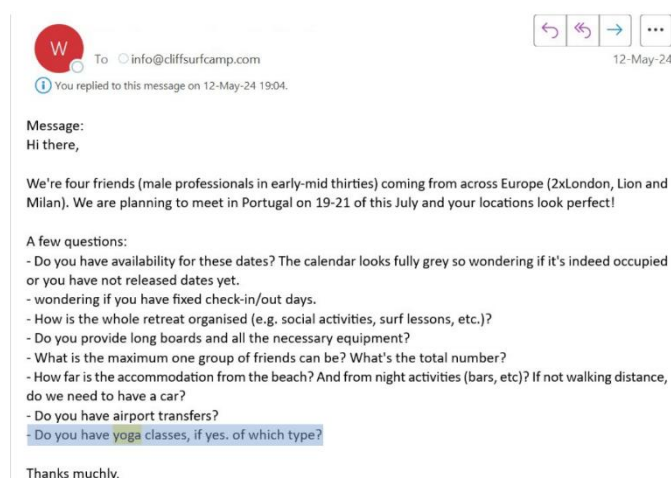 W
To info@cliffsurfcamp.com
12-May-24
You replied to this message on 12-May-24 19:04.
Message:
Hi there,
We're four friends (male professionals in early-mid thirties) coming from across Europe (2xLondon, Lion and
Milan). We are planning to meet in Portugal on 19-21 of this July and your locations look perfect!
A few questions:
- Do you have availability for these dates? The calendar looks fully grey so wondering if it's indeed occupied
or you have not released dates yet.
- wondering if you have fixed check-in/out days.
- How is the whole retreat organised (e.g. social activities, surf lessons, etc.)?
- Do you provide long boards and all the necessary equipment?
- What is the maximum one group of friends can be? What's the total number?
- How far is the accommodation from the beach? And from night activities (bars, etc)? If not walking distance,
do we need to have a car?
- Do you have airport transfers?
- Do you have yoga classes, if yes. of which type?
Thanks muchly,